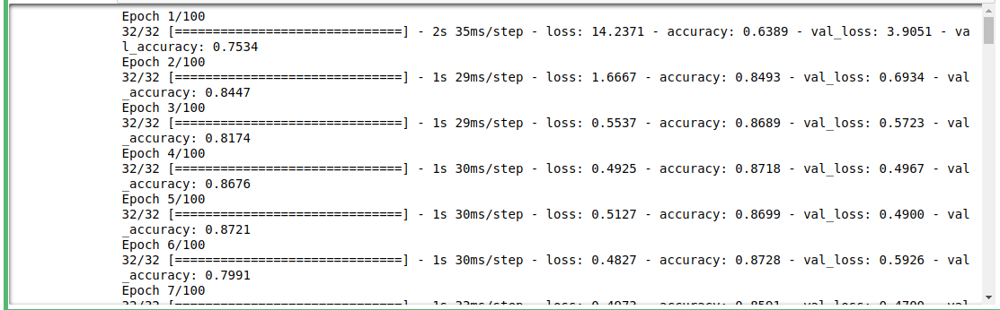 Epoch 1/100
32/32 [==============================] - 2s 35ms/step - loss: 14.2371 - accuracy: 0.6389 - val_loss: 3.9051 - va
l_accuracy: 0.7534
Epoch 2/100
32/32 [==============================] - 1s 29ms/step - loss: 1.6667 - accuracy: 0.8493 - val_loss: 0.6934 - val
_accuracy: 0.8447
Epoch 3/100
32/32 [==============================] - 1s 29ms/step - loss: 0.5537 - accuracy: 0.8689 - val_loss: 0.5723 - val
_accuracy: 0.8174
Epoch 4/100
32/32 [==============================] - 1s 30ms/step - loss: 0.4925 - accuracy: 0.8718 - val_loss: 0.4967 - val
_accuracy: 0.8676
Epoch 5/100
32/32 [==============================] - 1s 30ms/step - loss: 0.5127 - accuracy: 0.8699 - val_loss: 0.4900 - val
_accuracy: 0.8721
Epoch 6/100
32/32 [==============================] - 1s 30ms/step - loss: 0.4827 - accuracy: 0.8728 - val_loss: 0.5926 - val
_accuracy: 0.7991
Epoch 7/100